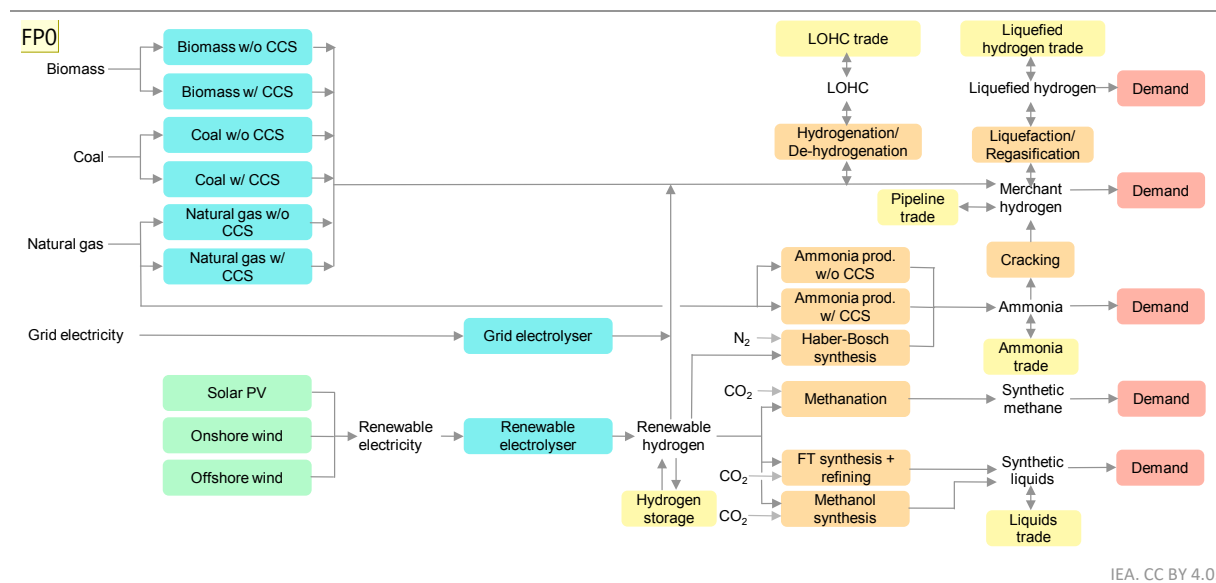 FP0
Biomass
Biomass w/o CCS
Biomass w/ CCS
Coal
Coal w/o CCS
Coal w/ CCS
Natural gas
Natural gas w/o
CCS
Natural gas w/
CCS
Grid electricity
Grid electrolyser
Solar PV
Onshore wind
Offshore wind
Renewable
electricity
Renewable
electrolyser
Renewable
hydrogen
Hydrogen
storage
LOHC trade
LOHC
Hydrogenation/
De-hydrogenation
Liquefied
hydrogen trade
Liquefied hydrogen
Demand
Liquefaction/
Regasification
Pipeline
trade
Merchant
hydrogen
Demand
Cracking
Ammonia prod.
w/o CCS
Ammonia prod.
w/ CCS
N₂
Haber-Bosch
synthesis
Ammonia
Demand
Ammonia
trade
CO₂
Methanation
Synthetic
methane
Demand
CO₂
FT synthesis +
refining
CO₂
Methanol
synthesis
Synthetic
liquids
Demand
Liquids
trade
IEA. CC BY 4.0